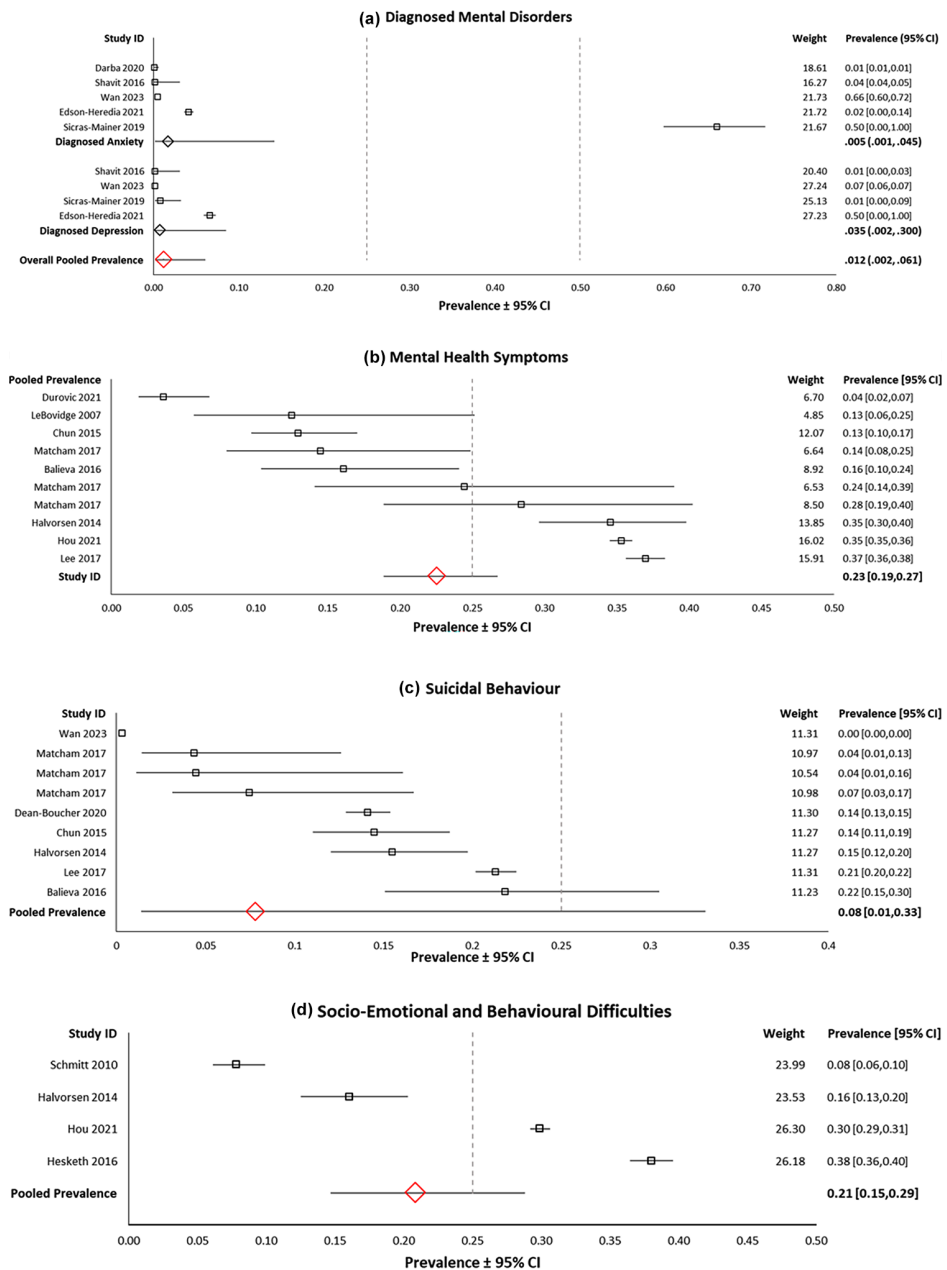 (a) Diagnosed Mental Disorders
Study ID Weight Prevalence (95% CI)
Darba 2020 18.61 0.01 [0.01,0.01]
Shavit 2016 16.27 0.04 [0.04,0.05]
Wan 2023 21.73 0.66 [0.60,0.72]
Edson-Heredia 2021 21.72 0.02 [0.00,0.14]
Sicras-Mainer 2019 21.67 0.50 [0.00,1.00]
Diagnosed Anxiety .005 (.001, .045)
Shavit 2016 20.40 0.01 [0.00,0.03]
Wan 2023 27.24 0.07 [0.06,0.07]
Sicras-Mainer 2019 25.13 0.01 [0.00,0.09]
Edson-Heredia 2021 27.23 0.50 [0.00,1.00]
Diagnosed Depression .035 (.002, .300)
Overall Pooled Prevalence .012 (.002, .061)
0.00 0.10 0.20 0.30 0.40 0.50 0.60 0.70 0.80
Prevalence ± 95% CI
(b) Mental Health Symptoms
Pooled Prevalence Weight Prevalence [95% CI]
Durovic 2021 6.70 0.04 [0.02,0.07]
LeBovidge 2007 4.85 0.13 [0.06,0.25]
Chun 2015 12.07 0.13 [0.10,0.17]
Matcham 2017 6.64 0.14 [0.08,0.25]
Balieva 2016 8.92 0.16 [0.10,0.24]
Matcham 2017 6.53 0.24 [0.14,0.39]
Matcham 2017 8.50 0.28 [0.19,0.40]
Halvorsen 2014 13.85 0.35 [0.30,0.40]
Hou 2021 16.02 0.35 [0.35,0.36]
Lee 2017 15.91 0.37 [0.36,0.38]
Study ID 0.23 [0.19,0.27]
0.00 0.05 0.10 0.15 0.20 0.25 0.30 0.35 0.40 0.45 0.50
Prevalence ± 95% CI
(c) Suicidal Behaviour
Study ID Weight Prevalence [95% CI]
Wan 2023 11.31 0.00 [0.00,0.00]
Matcham 2017 10.97 0.04 [0.01,0.13]
Matcham 2017 10.54 0.04 [0.01,0.16]
Matcham 2017 10.98 0.07 [0.03,0.17]
Dean-Boucher 2020 11.30 0.14 [0.13,0.15]
Chun 2015 11.27 0.14 [0.11,0.19]
Halvorsen 2014 11.27 0.15 [0.12,0.20]
Lee 2017 11.31 0.21 [0.20,0.22]
Balieva 2016 11.23 0.22 [0.15,0.30]
Pooled Prevalence 0.08 [0.01,0.33]
0 0.05 0.1 0.15 0.2 0.25 0.3 0.35 0.4
Prevalence ± 95% CI
(d) Socio-Emotional and Behavioural Difficulties
Study ID Weight Prevalence [95% CI]
Schmitt 2010 23.99 0.08 [0.06,0.10]
Halvorsen 2014 23.53 0.16 [0.13,0.20]
Hou 2021 26.30 0.30 [0.29,0.31]
Hesketh 2016 26.18 0.38 [0.36,0.40]
Pooled Prevalence 0.21 [0.15,0.29]
0.00 0.05 0.10 0.15 0.20 0.25 0.30 0.35 0.40 0.45 0.50
Prevalence ± 95% CI